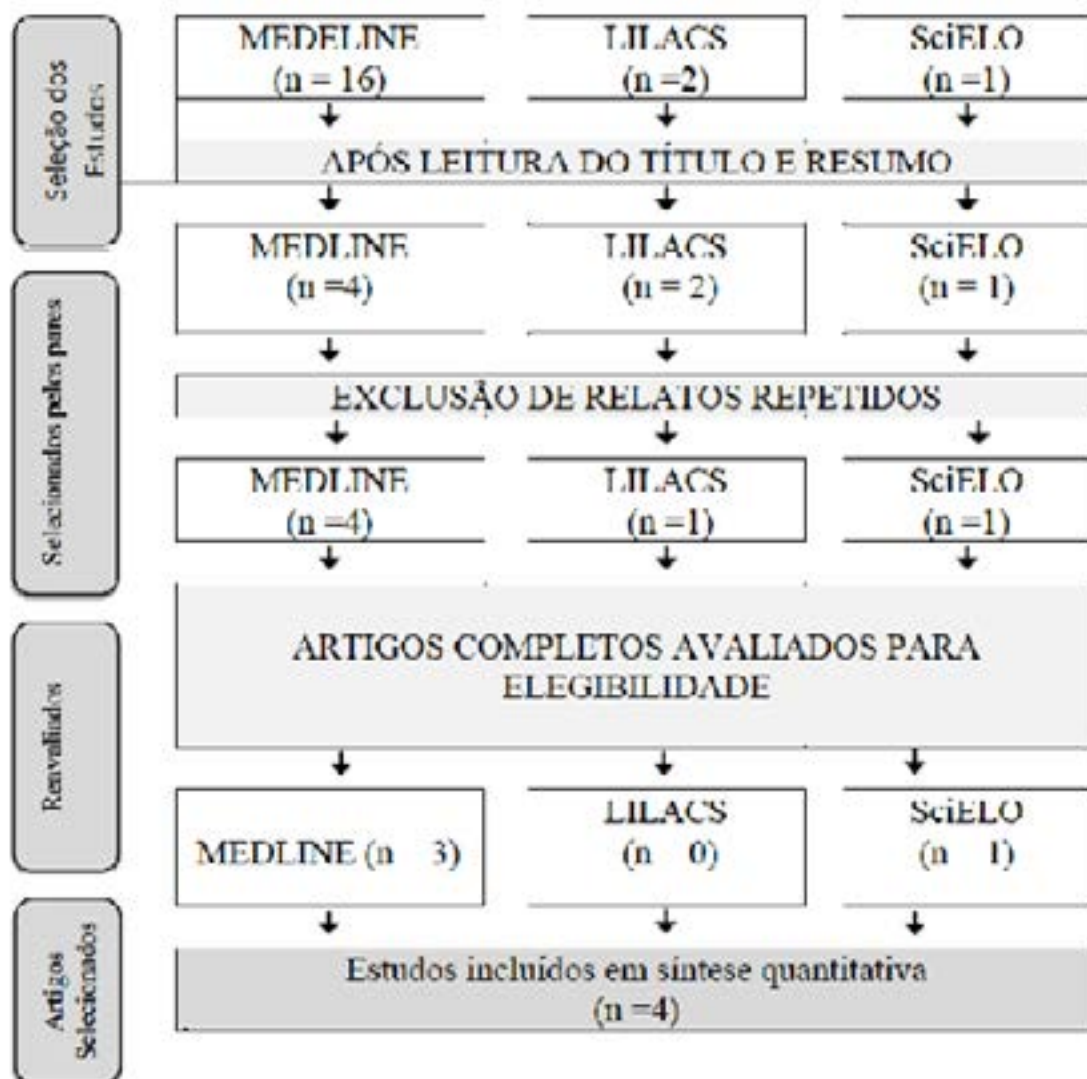 Seleção dos
Estudos
MEDELINE
(n = 16)
LILACS
(n =2)
SciELO
(n =1)
APÓS LEITURA DO TÍTULO E RESUMO
MEDLINE
(n =4)
LILACS
(n = 2)
SciELO
(n = 1)
Selecionados pelos pares
EXCLUSÃO DE RELATOS REPETIDOS
MEDLINE
(n =4)
LILACS
(n =1)
SciELO
(n =1)
Reavaliados
ARTIGOS COMPLETOS AVALIADOS PARA
ELEGIBILIDADE
MEDLINE (n = 3)
LILACS
(n = 0)
SciELO
(n = 1)
Artigos
Selecionados
Estudos incluídos em síntese quantitativa
(n =4)